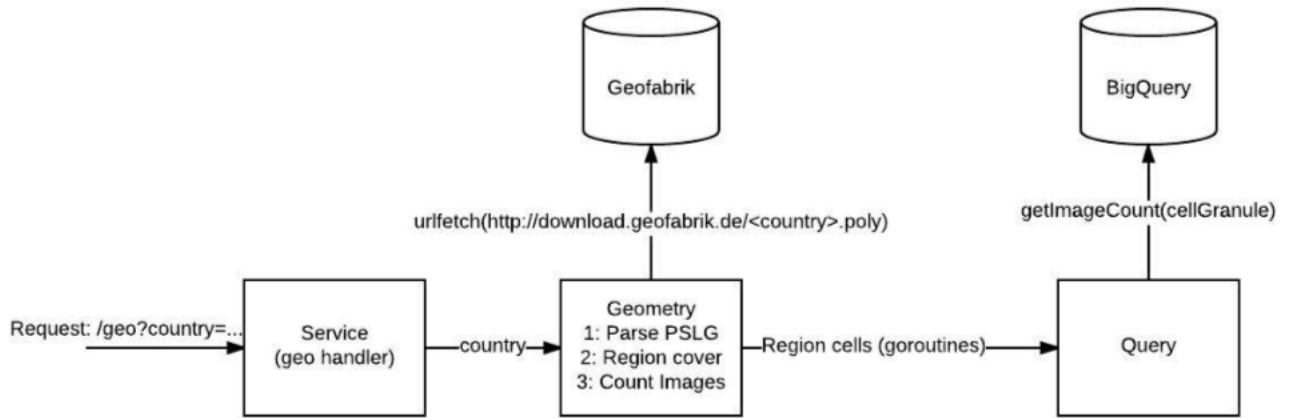 Geofabrik
BigQuery
urlfetch(http://download.geofabrik.de/<country>.poly)
getImageCount(cellGranule)
Request: /geo?country=...
Service
(geo handler)
country
Geometry
1: Parse PSLG
2: Region cover
3: Count Images
Region cells (goroutines)
Query